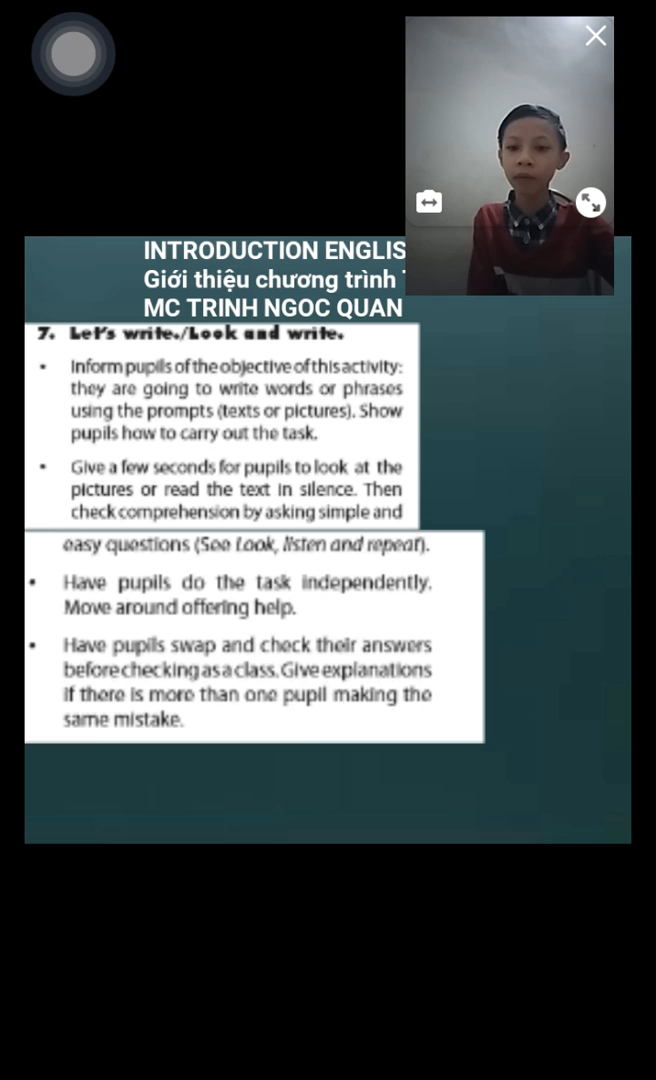 INTRODUCTION ENGLIS
Giới thiệu chương trình
MC TRINH NGOC QUAN
7. Let's write./Look and write.
• Inform pupils of the objective of this activity:
they are going to write words or phrases
using the prompts (texts or pictures). Show
pupils how to carry out the task.
• Give a few seconds for pupils to look at the
pictures or read the text in silence. Then
check comprehension by asking simple and
easy questions (See Look, listen and repeat).
• Have pupils do the task independently.
Move around offering help.
• Have pupils swap and check their answers
before checking as a class. Give explanations
if there is more than one pupil making the
same mistake.